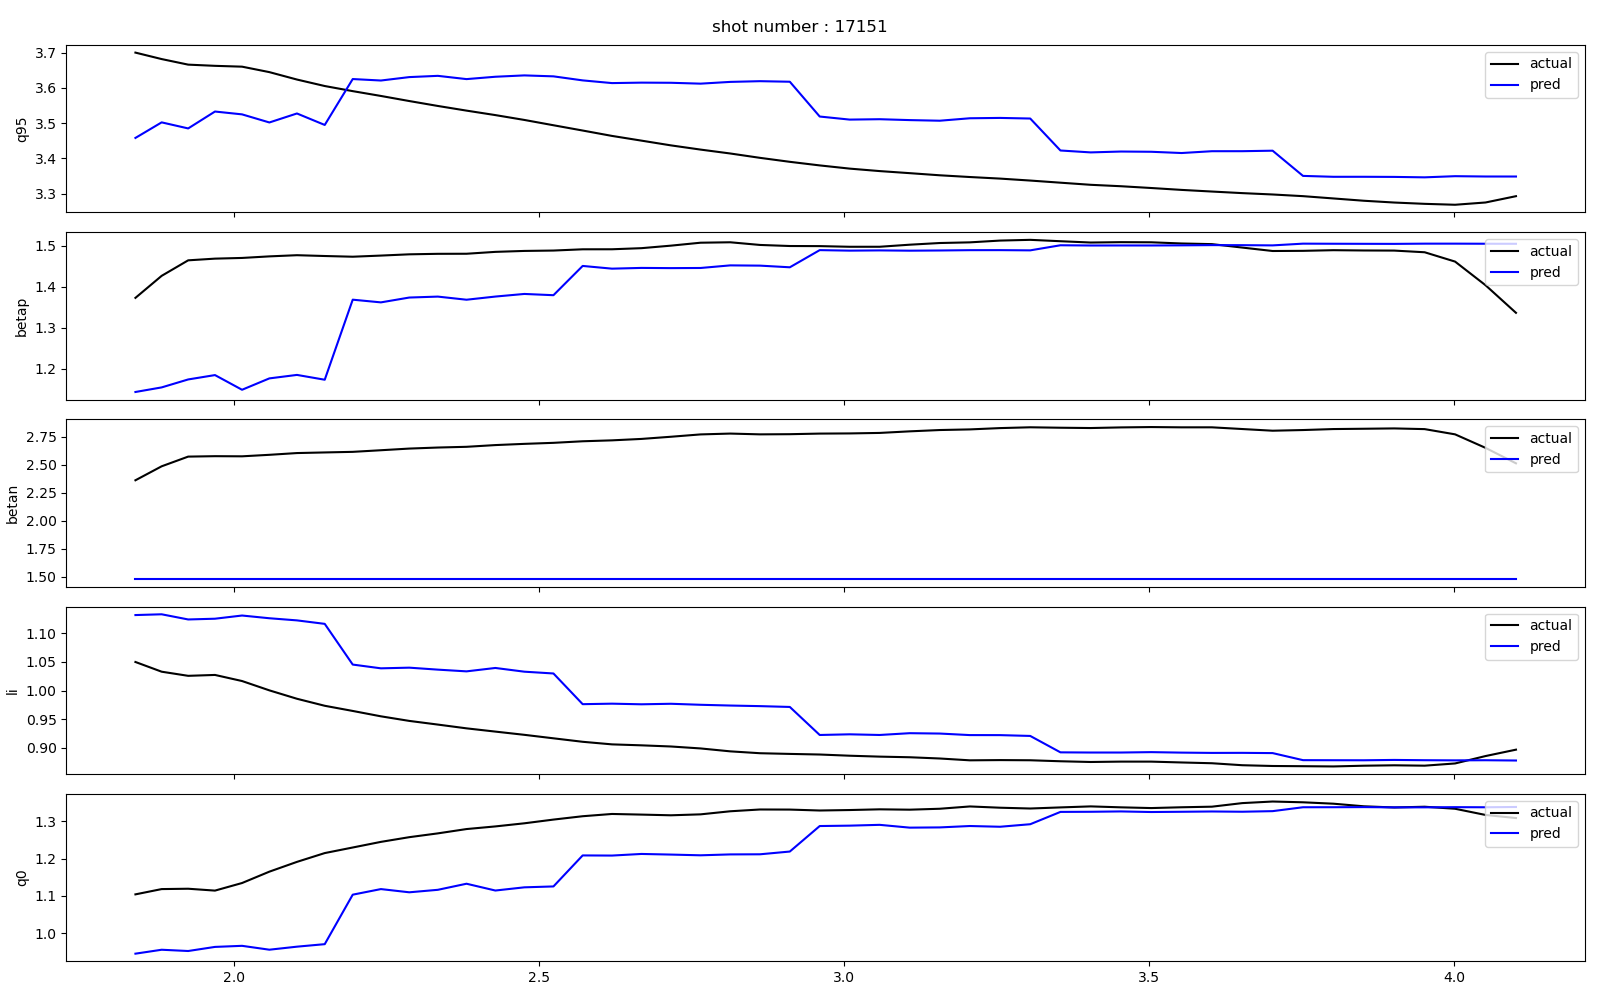 shot number : 17151
3.7
3.6
3.5
3.4
3.3
q95
actual
pred
1.5
1.4
1.3
1.2
betap
actual
pred
2.75
2.50
2.25
2.00
1.75
1.50
betan
actual
pred
1.10
1.05
1.00
0.95
0.90
li
actual
pred
1.3
1.2
1.1
1.0
q0
actual
pred
2.0 2.5 3.0 3.5 4.0